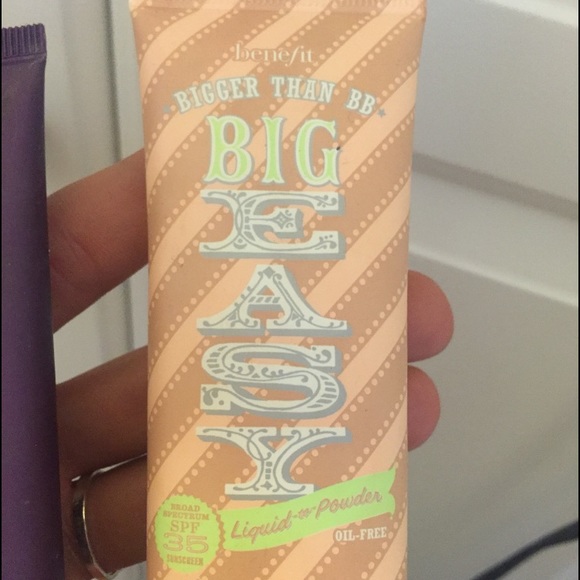 benefit
BIGGER THAN BB
BIG
EASY
Liquid-to-Powder
OIL-FREE
BROAD
SPECTRUM
SPF
35
SUNSCREEN